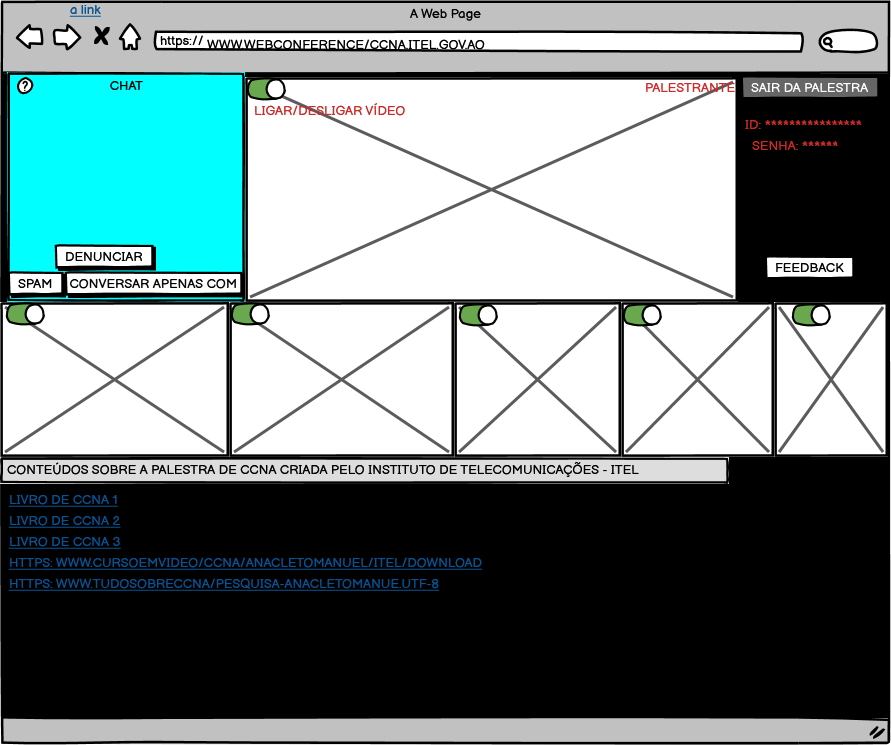 a link
A Web Page
https:// WWW.WEBCONFERENCE/CCNA.ITEL.GOV.AO
?
CHAT
PALESTRANTE
SAIR DA PALESTRA
LIGAR/DESLIGAR VÍDEO
ID: ****************
SENHA: ******
DENUNCIAR
FEEDBACK
SPAM
CONVERSAR APENAS COM
CONTEÚDOS SOBRE A PALESTRA DE CCNA CRIADA PELO INSTITUTO DE TELECOMUNICAÇÕES - ITEL
LIVRO DE CCNA 1
LIVRO DE CCNA 2
LIVRO DE CCNA 3
HTTPS: WWW.CURSOEMVIDEO/CCNA/ANACLETOMANUEL/ITEL/DOWNLOAD
HTTPS: WWW.TUDOSOBRECCNA/PESQUISA-ANACLETOMANUE.UTF-8